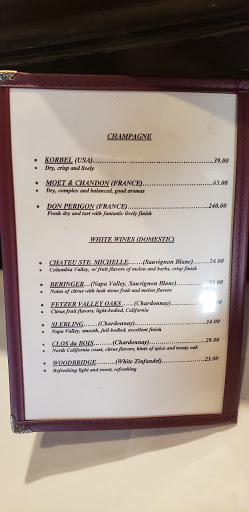 CHAMPAGNE
KORBEL (USA)....................................39.00
Dry, crisp and lively
MOET & CHANDON (FRANCE)........................65.00
Dry, complex and balanced, good aromas
DON PERIGON (FRANCE)........................240.00
Fresh dry and tart with fantastic lively finish
WHITE WINES (DOMESTIC)
CHATEU STE. MICHELLE.......(Sauvignon Blanc)..........24.00
Columbia Valley, w/ fruit flavors of melon and herbs, crisp finish
BERINGER....(Napa Valley, Sauvignon Blanc)
Notes of citrus with lush stone fruit and melon flavors
FETZER VALLEY OAKS......(Chardonnay)
Citrus fruit flavors, light-bodied, California
(Chardonnay)..................34.00
Napa Valley, smooth, full-bodied, excellent finish
CLOS du BOIS.........(Chardonnay)........................29.00
North California coast, citrus flavors, hints of spice and toasty oak
WOODBRIDGE.........(White Zinfandel)................23.00
Refreshing light and sweet, refreshing